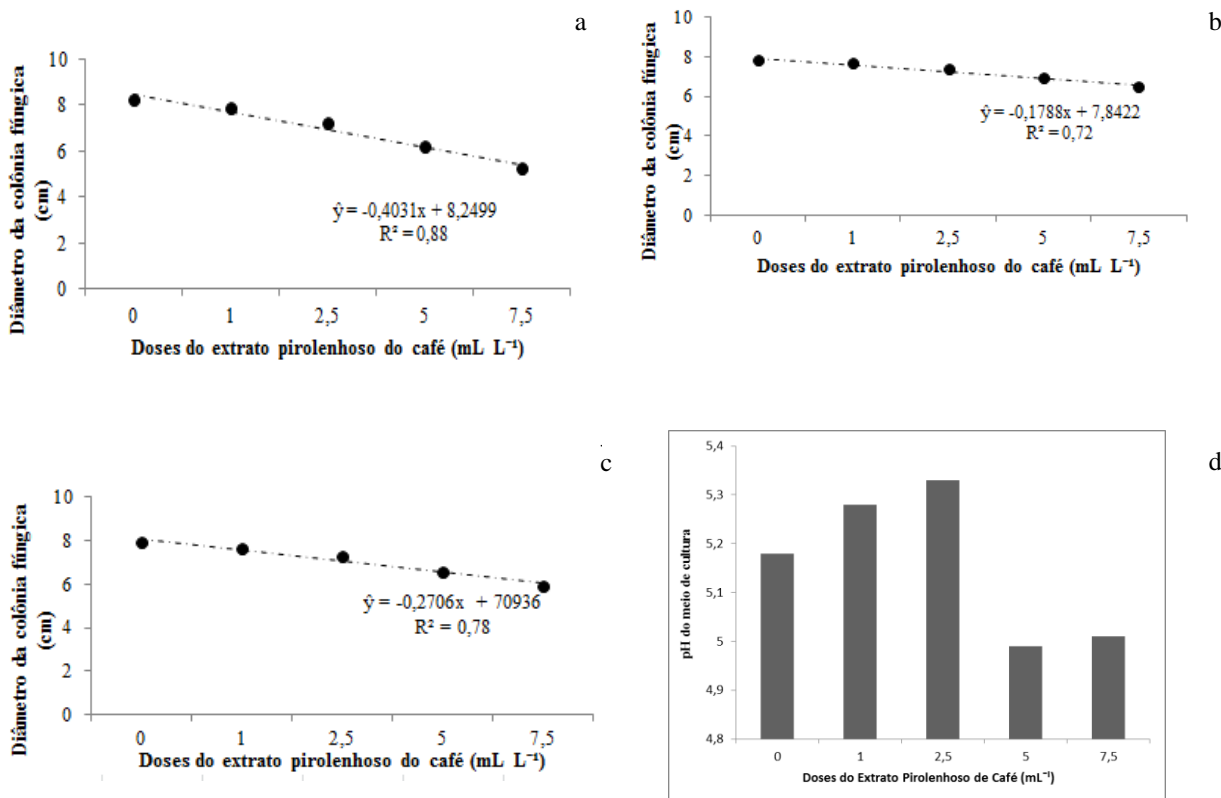 a
10
8
6
4
2
0
Diâmetro da colônia fúngica
(cm)
ŷ = -0,4031x + 8,2499
R² = 0,88
0 1 2,5 5 7,5
Doses do extrato pirolenhoso do café (mL L⁻¹)
b
10
8
6
4
2
0
Diâmetro da colônia fúngica
(cm)
ŷ = -0,1788x + 7,8422
R² = 0,72
0 1 2,5 5 7,5
Doses do extrato pirolenhoso do café (mL L⁻¹)
c
10
8
6
4
2
0
Diâmetro da colônia fúngica
(cm)
ŷ = -0,2706x + 70936
R² = 0,78
0 1 2,5 5 7,5
Doses do extrato pirolenhoso do café (mL L⁻¹)
d
5,4
5,3
5,2
5,1
5
4,9
4,8
pH do meio de cultura
0 1 2,5 5 7,5
Doses do Extrato Pirolenhoso de Café (mL⁻¹)